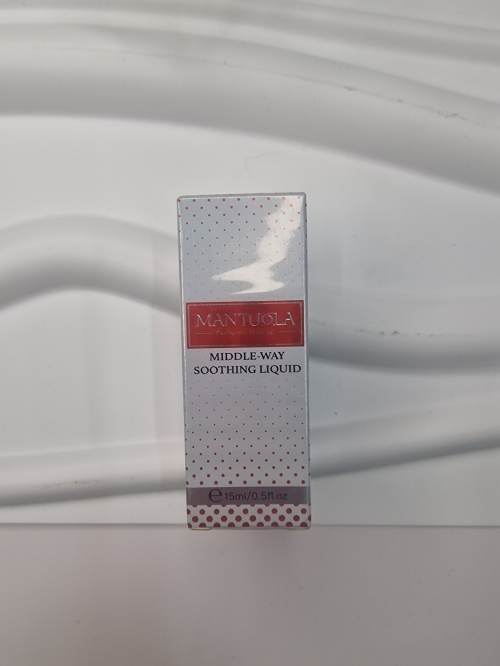 MANTUOLA
MIDDLE-WAY
SOOTHING LIQUID
℮ 15ml/0.5fl.oz